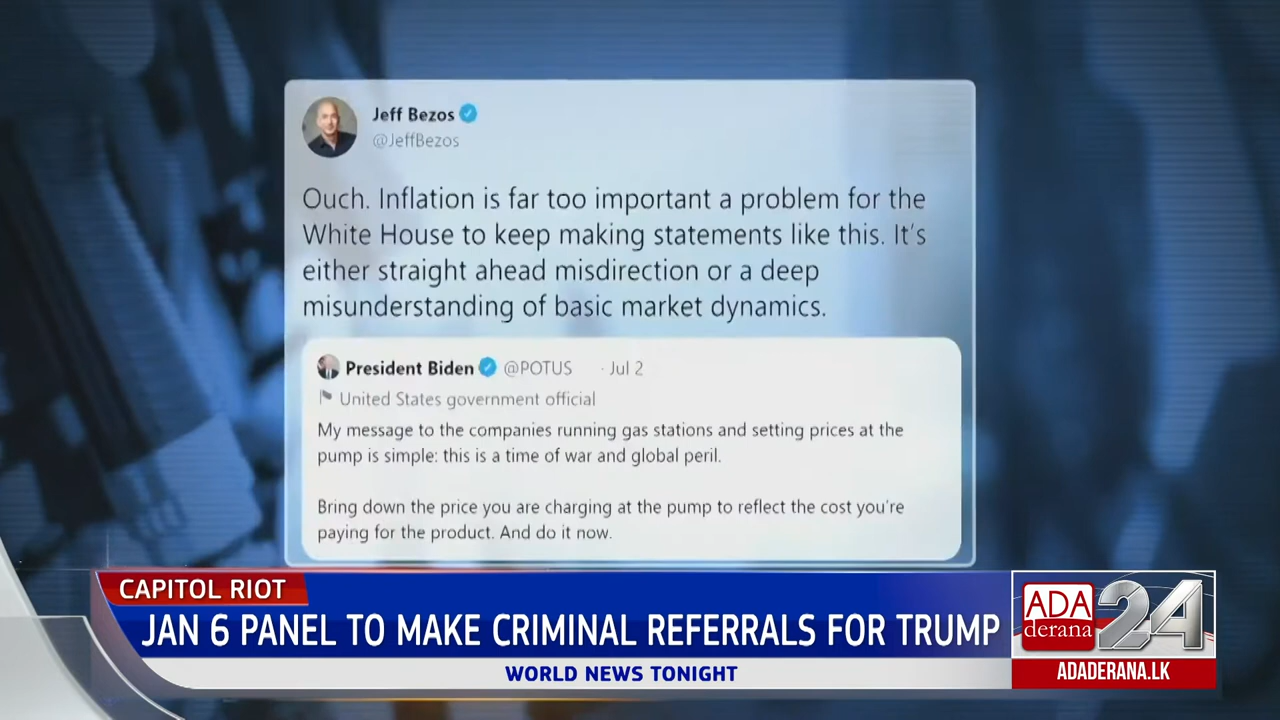 Jeff Bezos
@JeffBezos
Ouch. Inflation is far too important a problem for the
White House to keep making statements like this. It's
either straight ahead misdirection or a deep
misunderstanding of basic market dynamics.
President Biden @POTUS · Jul 2
United States government official
My message to the companies running gas stations and setting prices at the
pump is simple: this is a time of war and global peril.
Bring down the price you are charging at the pump to reflect the cost you're
paying for the product. And do it now.
CAPITOL RIOT
JAN 6 PANEL TO MAKE CRIMINAL REFERRALS FOR TRUMP
WORLD NEWS TONIGHT
ADA
derana
24
ADADERANA.LK